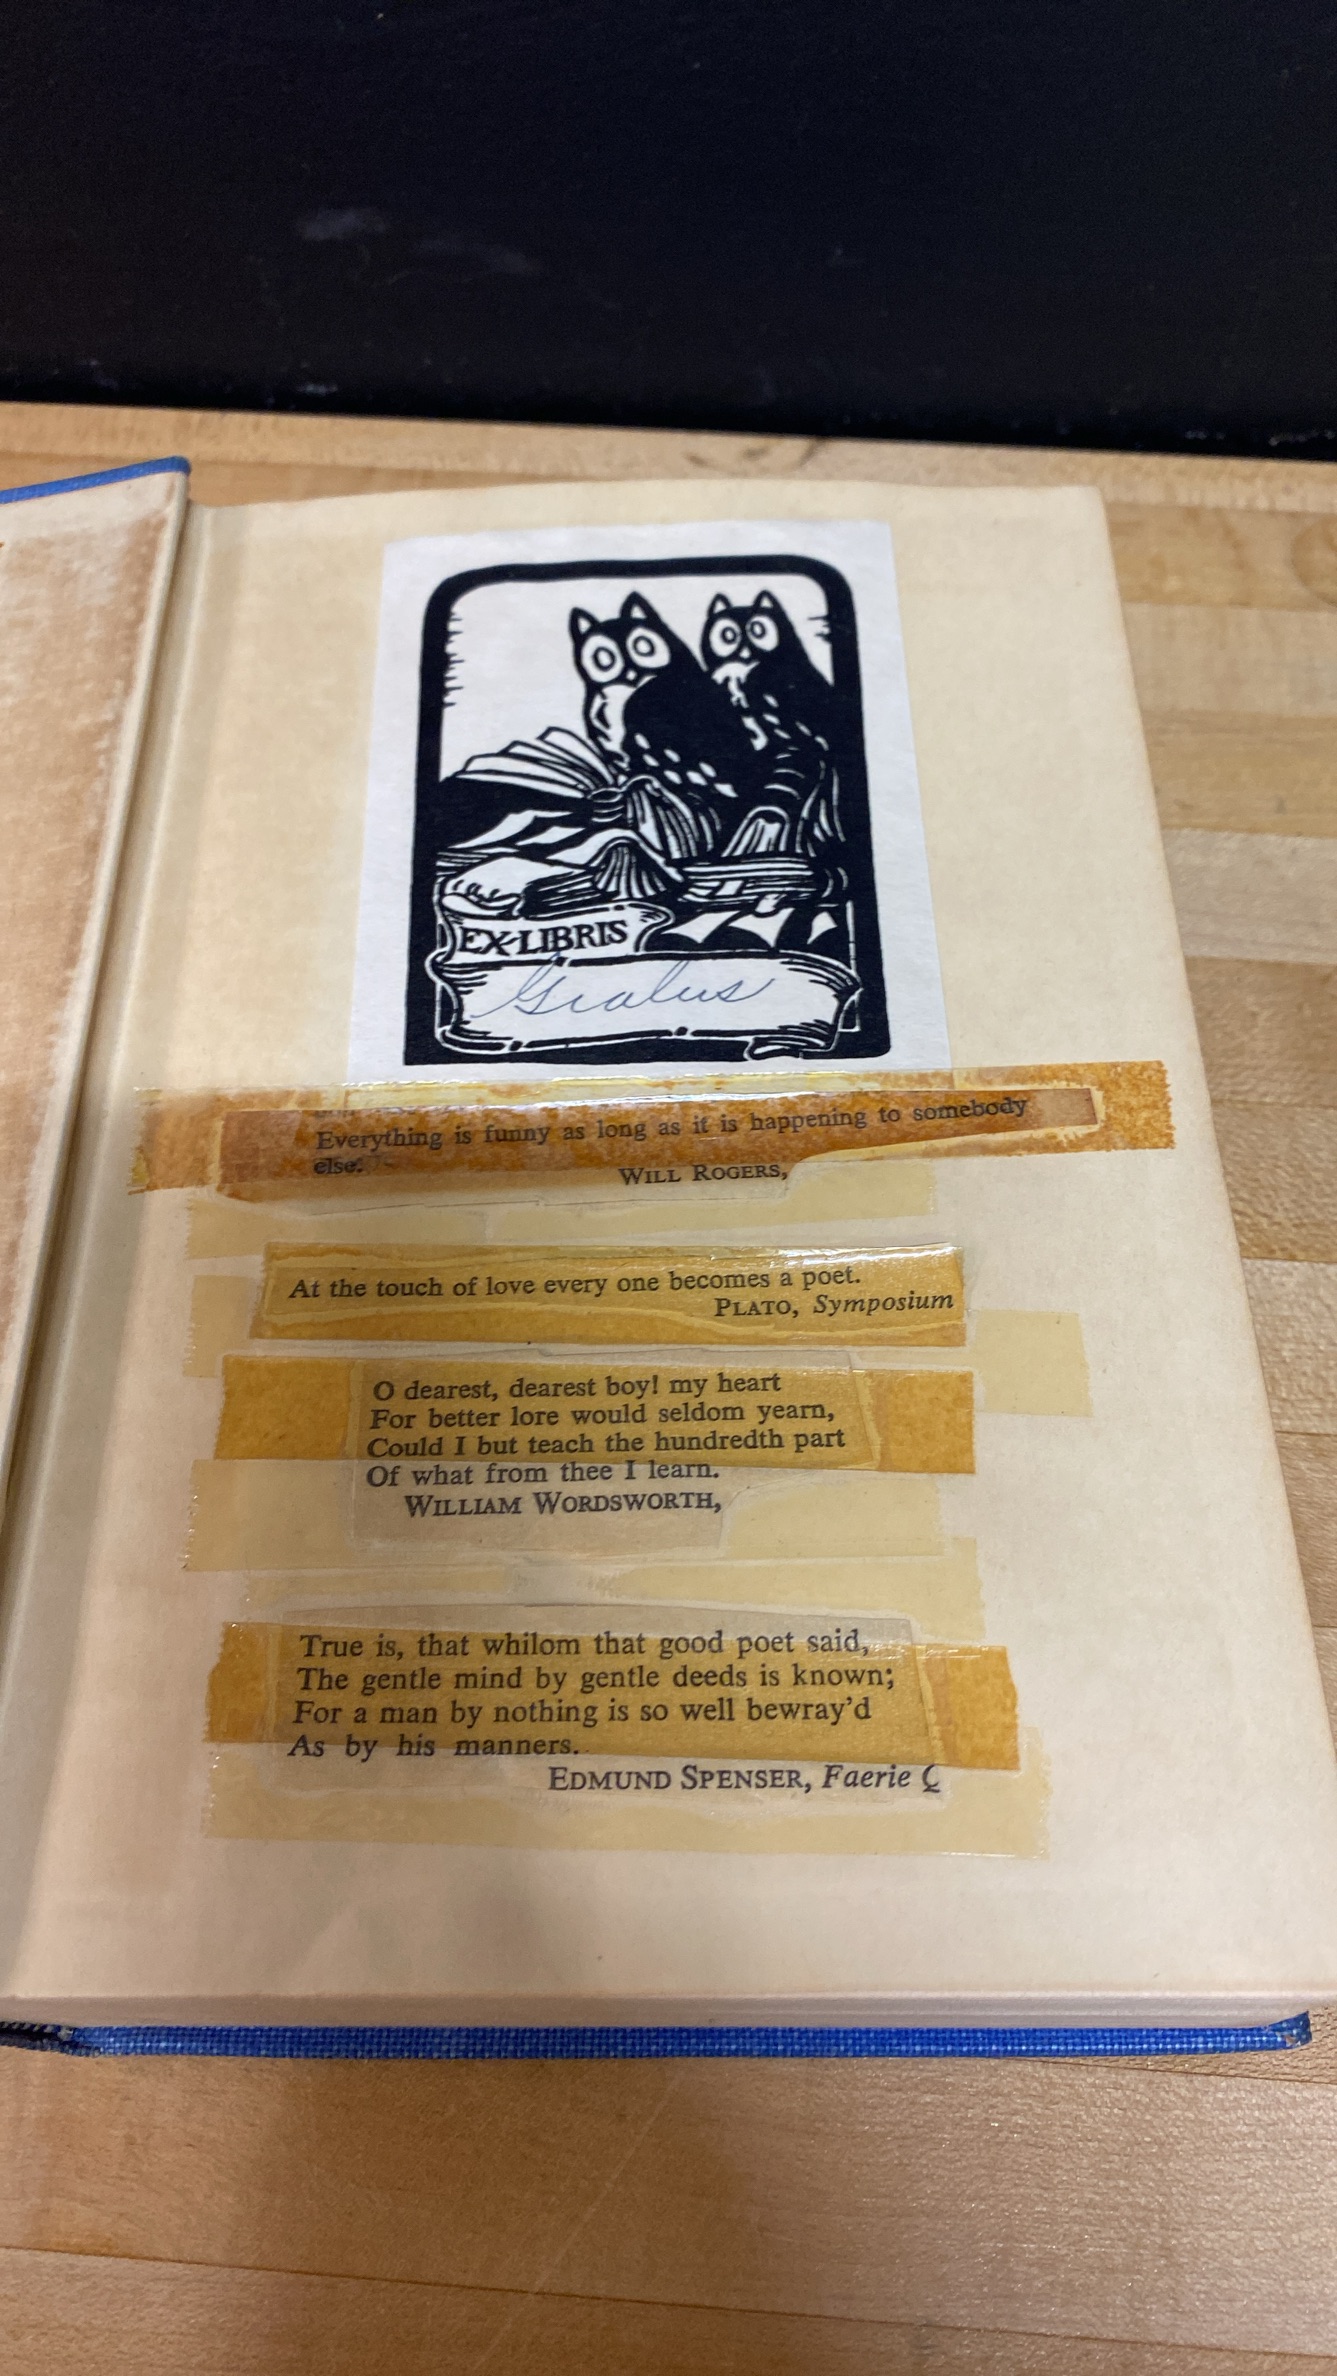 EX-LIBRIS
Everything is funny as long as it is happening to somebody
else.
WILL ROGERS,
At the touch of love every one becomes a poet.
PLATO, Symposium
O dearest, dearest boy! my heart
For better lore would seldom yearn,
Could I but teach the hundredth part
Of what from thee I learn.
WILLIAM WORDSWORTH,
True is, that whilom that good poet said,
The gentle mind by gentle deeds is known;
For a man by nothing is so well bewray'd
As by his manners.
EDMUND SPENSER, Faerie